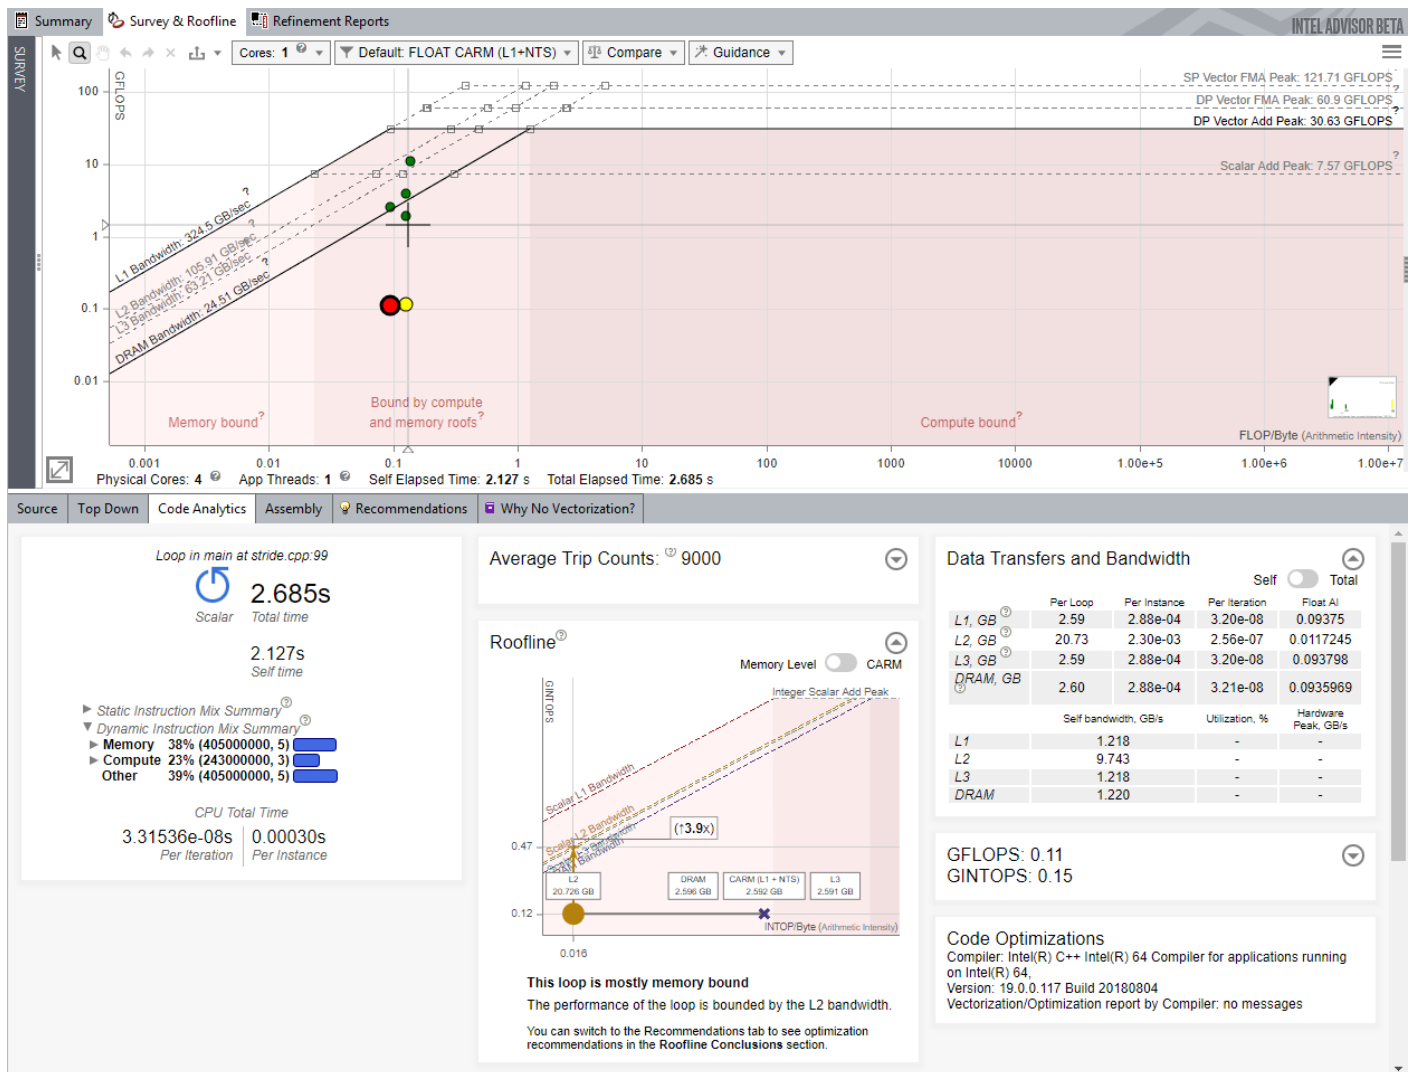 Summary Survey & Roofline Refinement Reports
INTEL ADVISOR BETA
SURVEY
Cores: 1 Default: FLOAT CARM (L1+NTS) Compare Guidance
GFLOPS
100
10
1
0.1
0.01
SP Vector FMA Peak: 121.71 GFLOPS ?
DP Vector FMA Peak: 60.9 GFLOPS ?
DP Vector Add Peak: 30.63 GFLOPS ?
Scalar Add Peak: 7.57 GFLOPS ?
L1 Bandwidth: 324.5 GB/sec ?
L2 Bandwidth: 105.91 GB/sec ?
L3 Bandwidth: 63.21 GB/sec ?
DRAM Bandwidth: 24.51 GB/sec ?
Memory bound ?
Bound by compute
and memory roofs ?
Compute bound ?
FLOP/Byte (Arithmetic Intensity)
0.001 0.01 0.1 1 10 100 1000 10000 1.00e+5 1.00e+6 1.00e+7
Physical Cores: 4 App Threads: 1 Self Elapsed Time: 2.127 s Total Elapsed Time: 2.685 s
Source Top Down Code Analytics Assembly Recommendations Why No Vectorization?
Loop in main at stride.cpp:99
2.685s
Scalar Total time
2.127s
Self time
Static Instruction Mix Summary
Dynamic Instruction Mix Summary
Memory 38% (405000000, 5)
Compute 23% (243000000, 3)
Other 39% (405000000, 5)
CPU Total Time
3.31536e-08s 0.00030s
Per Iteration Per Instance
Average Trip Counts: 9000
Roofline
Memory Level CARM
GINTOPS
Integer Scalar Add Peak
Scalar L1 Bandwidth
Scalar L2 Bandwidth
(↑3.9x)
0.47
L2
20.726 GB
DRAM
2.596 GB
CARM (L1 + NTS)
2.592 GB
L3
2.591 GB
0.12
INTOP/Byte (Arithmetic Intensity)
0.016
This loop is mostly memory bound
The performance of the loop is bounded by the L2 bandwidth.
You can switch to the Recommendations tab to see optimization
recommendations in the Roofline Conclusions section.
Data Transfers and Bandwidth
Self Total
Per Loop Per Instance Per Iteration Float AI
L1, GB 2.59 2.88e-04 3.20e-08 0.09375
L2, GB 20.73 2.30e-03 2.56e-07 0.0117245
L3, GB 2.59 2.88e-04 3.20e-08 0.093798
DRAM, GB 2.60 2.88e-04 3.21e-08 0.0935969
Self bandwidth, GB/s Utilization, % Hardware Peak, GB/s
L1 1.218 - -
L2 9.743 - -
L3 1.218 - -
DRAM 1.220 - -
GFLOPS: 0.11
GINTOPS: 0.15
Code Optimizations
Compiler: Intel(R) C++ Intel(R) 64 Compiler for applications running
on Intel(R) 64,
Version: 19.0.0.117 Build 20180804
Vectorization/Optimization report by Compiler: no messages